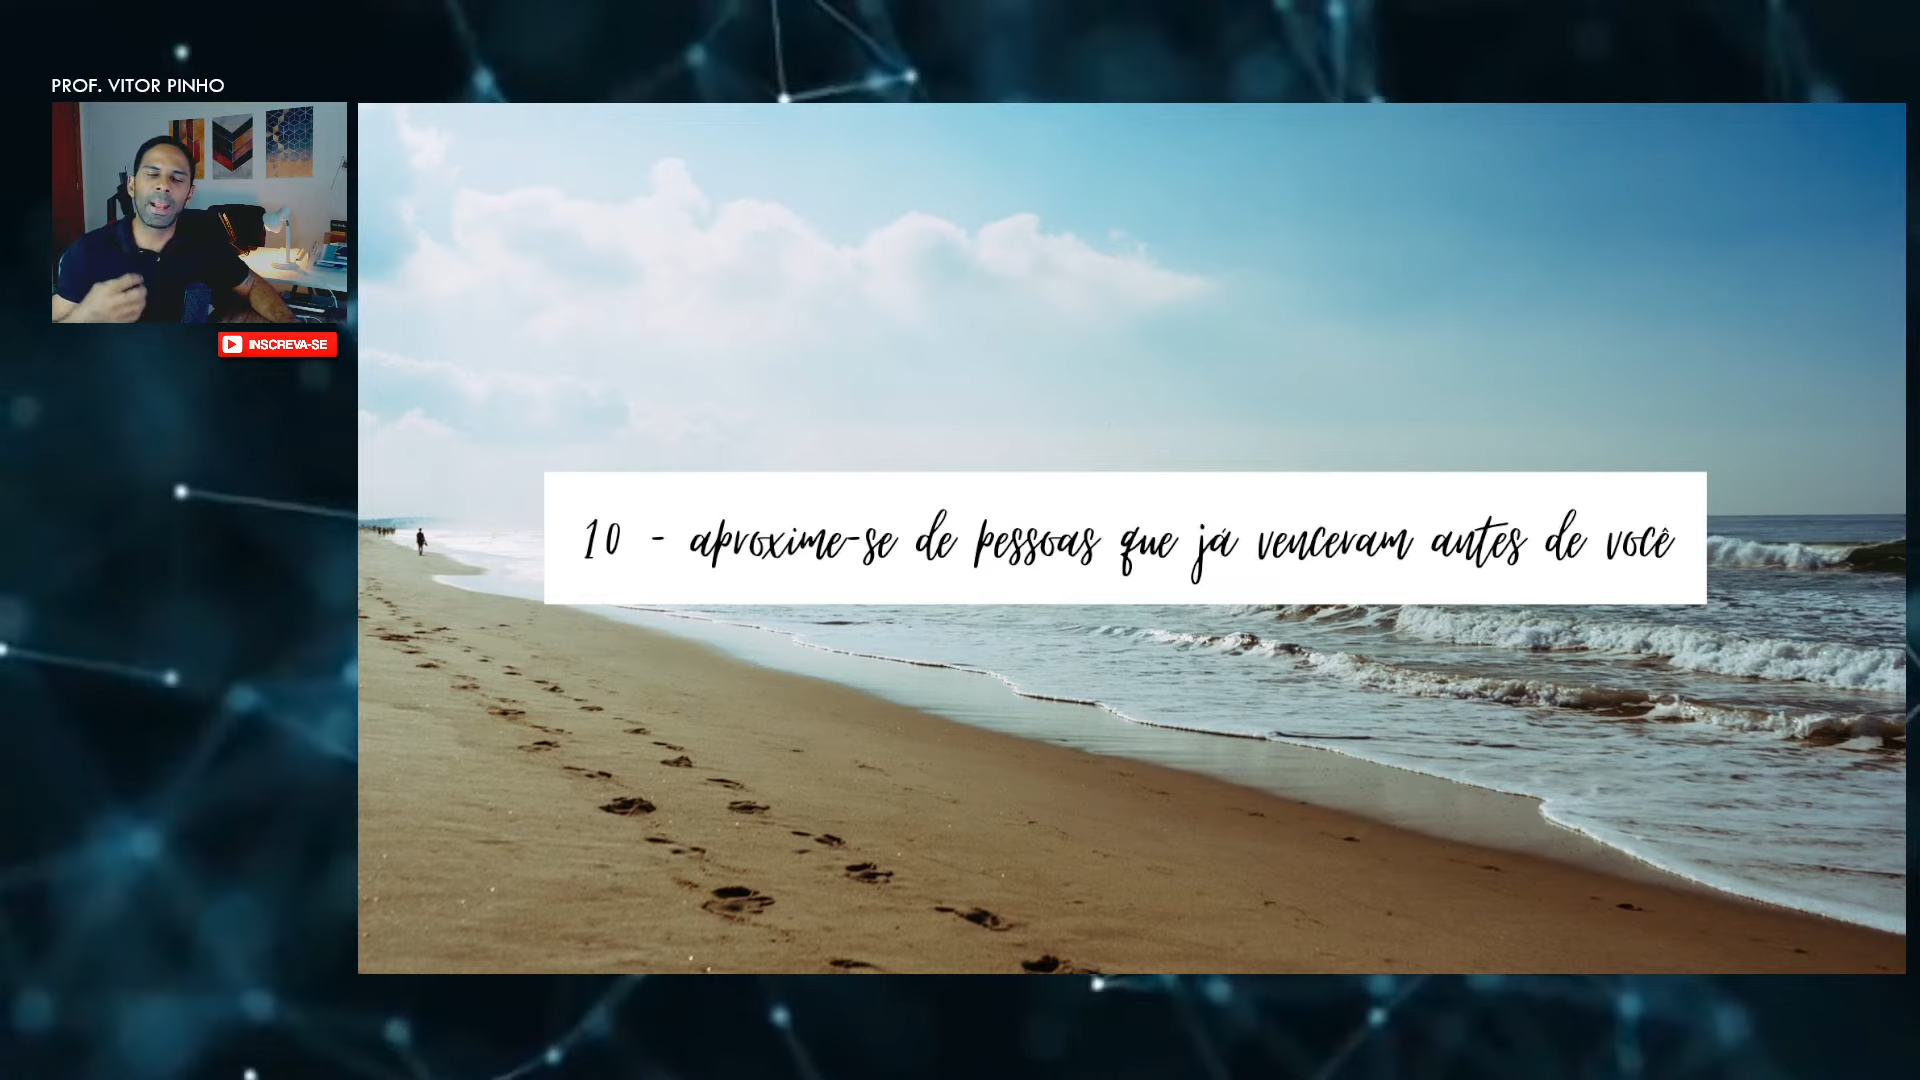 PROF. VITOR PINHO
INSCREVA-SE
10 - aproxime-se de pessoas que já venceram antes de você